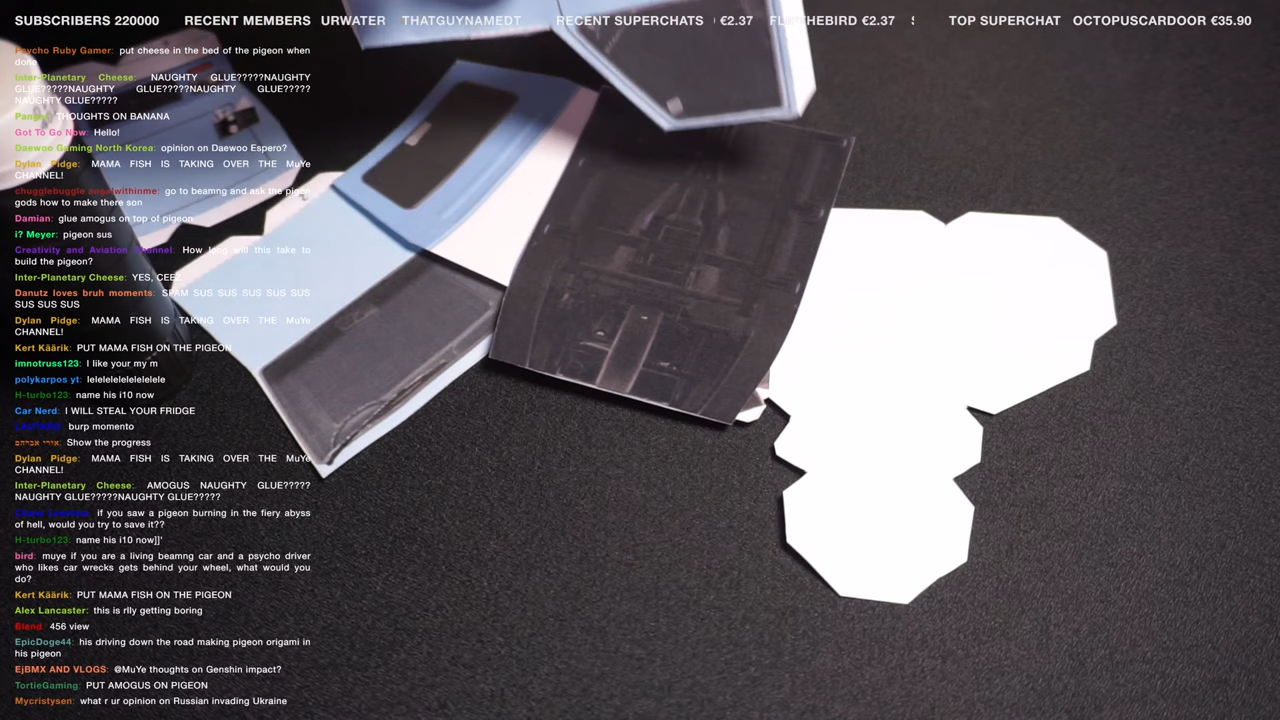 SUBSCRIBERS 220000 RECENT MEMBERS URWATER THATGUYNAMEDT RECENT SUPERCHATS €2.37 €2.37 TOP SUPERCHAT OCTOPUSCARDOOR €35.90
Psycho Ruby Gamer: put cheese in the bed of the pigeon when
done
Inter-Planetary Cheese: NAUGHTY GLUE?????NAUGHTY
GLUE?????NAUGHTY GLUE?????NAUGHTY GLUE?????
NAUGHTY GLUE?????
THOUGHTS ON BANANA
Got To Go Now: Hello!
Daewoo Gaming North Korea: opinion on Daewoo Espero?
Dylan Pidge: MAMA FISH IS TAKING OVER THE MuYe
CHANNEL!
chugglebuggle angelwithinme: go to beamng and ask the pigeon
gods how to make there son
Damian: glue amogus on top of pigeon
i? Meyer: pigeon sus
Creativity and Aviation Channel: How long will this take to
build the pigeon?
Inter-Planetary Cheese: YES,
Danutz loves bruh moments: SPAM SUS SUS SUS SUS SUS
SUS SUS SUS
Dylan Pidge: MAMA FISH IS TAKING OVER THE MuYe
CHANNEL!
Kert Käärik: PUT MAMA FISH ON THE PIGEON
imnotruss123: I like your my m
polykarpos yt: lelelelelelelelelele
H-turbo123: name his i10 now
Car Nerd: I WILL STEAL YOUR FRIDGE
burp momento
אורי אברהם: Show the progress
Dylan Pidge: MAMA FISH IS TAKING OVER THE MuYe
CHANNEL!
Inter-Planetary Cheese: AMOGUS NAUGHTY GLUE?????
NAUGHTY GLUE?????NAUGHTY GLUE?????
if you saw a pigeon burning in the fiery abyss
of hell, would you try to save it??
H-turbo123: name his i10 now]]'
bird: muye if you are a living beamng car and a psycho driver
who likes car wrecks gets behind your wheel, what would you
do?
Kert Käärik: PUT MAMA FISH ON THE PIGEON
Alex Lancaster: this is rlly getting boring
Blend: 456 view
EpicDoge44: his driving down the road making pigeon origami in
his pigeon
EjBMX AND VLOGS: @MuYe thoughts on Genshin impact?
TortieGaming: PUT AMOGUS ON PIGEON
Mycristysen: what r ur opinion on Russian invading Ukraine